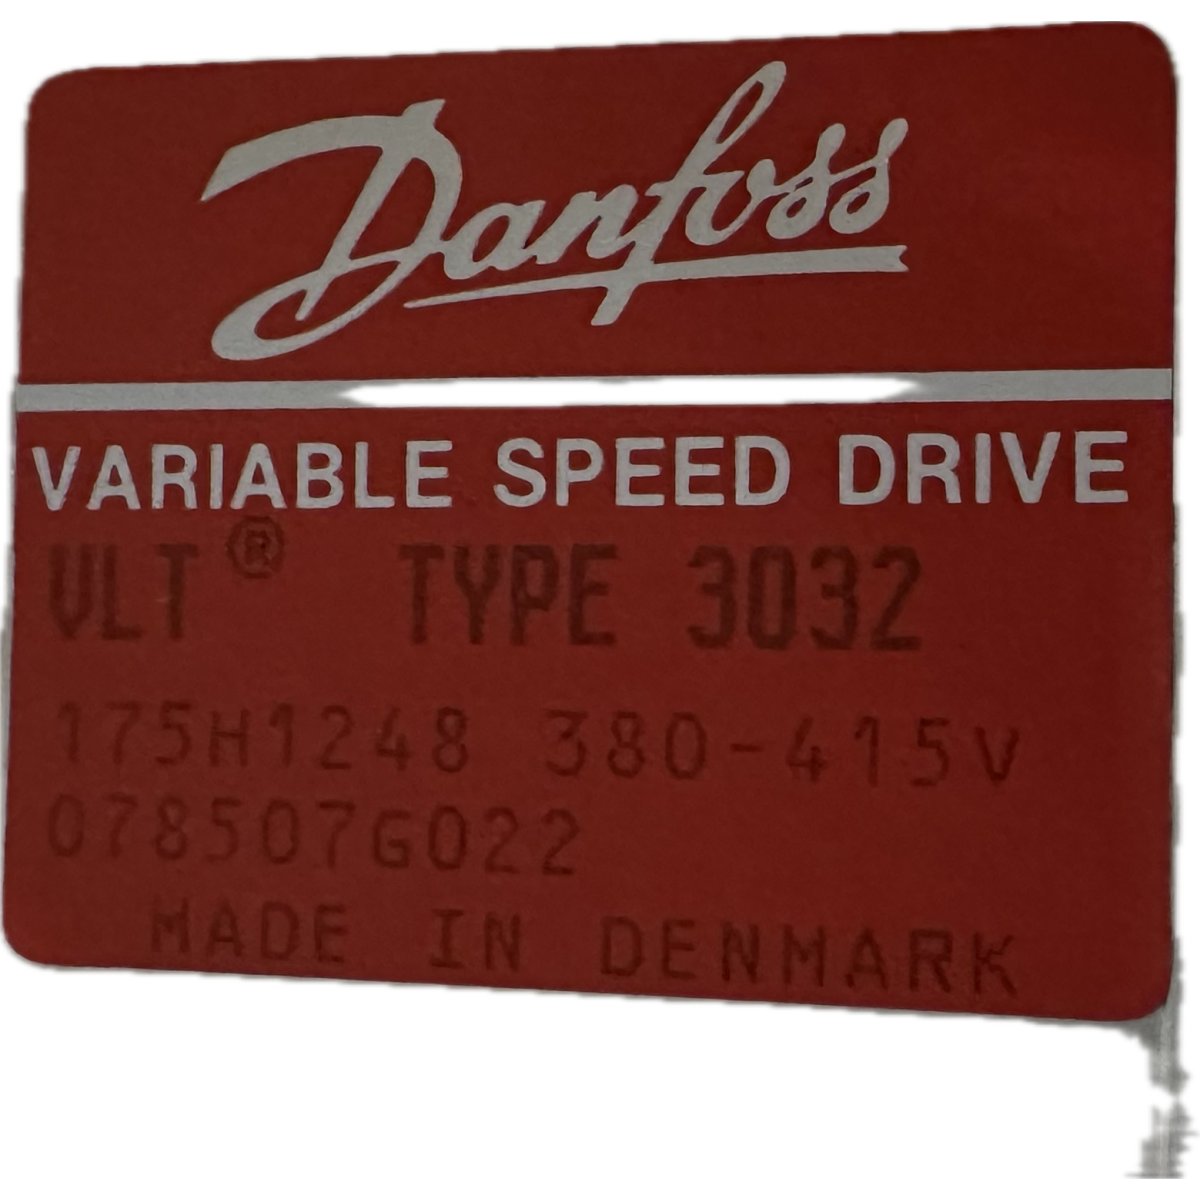 Danfoss
VARIABLE SPEED DRIVE
VLT® TYPE 3032
175H1248 380-415V
078507G022
MADE IN DENMARK